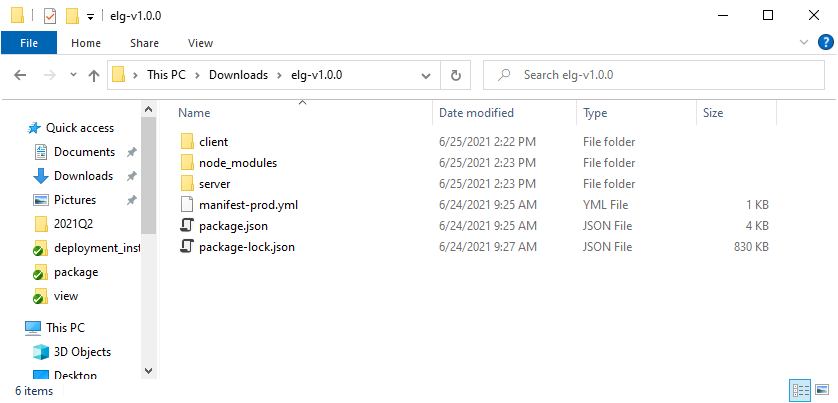 elg-v1.0.0
File Home Share View
This PC Downloads elg-v1.0.0 Search elg-v1.0.0
Name Date modified Type Size
Quick access
Documents
Downloads
Pictures
2021Q2
deployment_inst
package
view
This PC
3D Objects
Desktop
client 6/25/2021 2:22 PM File folder
node_modules 6/25/2021 2:23 PM File folder
server 6/25/2021 2:23 PM File folder
manifest-prod.yml 6/24/2021 9:25 AM YML File 1 KB
package.json 6/24/2021 9:25 AM JSON File 4 KB
package-lock.json 6/24/2021 9:27 AM JSON File 830 KB
6 items